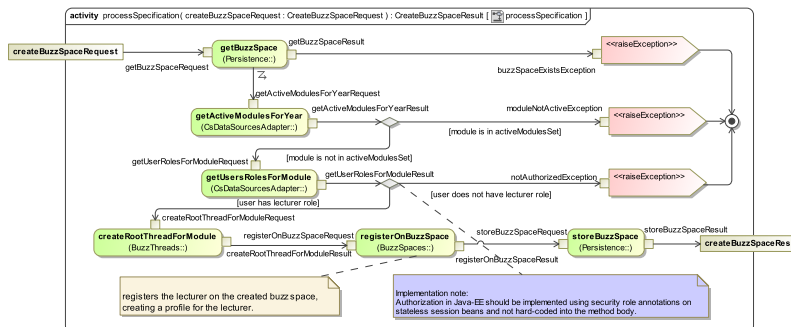 activity processSpecification( createBuzzSpaceRequest : CreateBuzzSpaceRequest ) : CreateBuzzSpaceResult [ processSpecification ]
createBuzzSpaceRequest
getBuzzSpace
(Persistence::)
getBuzzSpaceResult
<<raiseException>>
getBuzzSpaceRequest
buzzSpaceExistsException
getActiveModulesForYearRequest
getActiveModulesForYear
(CsDataSourcesAdapter::)
getActiveModulesForYearResult
moduleNotActiveException
<<raiseException>>
[module is in activeModulesSet]
[module is not in activeModulesSet]
getUserRolesForModuleRequest
getUsersRolesForModule
(CsDataSourcesAdapter::)
getUserRolesForModuleResult
notAuthorizedException
<<raiseException>>
[user does not have lecturer role]
[user has lecturer role]
createRootThreadForModuleRequest
createRootThreadForModule
(BuzzThreads::)
registerOnBuzzSpaceRequest
createRootThreadForModuleResult
registerOnBuzzSpace
(BuzzSpaces::)
storeBuzzSpaceRequest
registerOnBuzzSpaceResult
storeBuzzSpace
(Persistence::)
storeBuzzSpaceResult
createBuzzSpaceRes
registers the lecturer on the created buzz space,
creating a profile for the lecturer.
Implementation note:
Authorization in Java-EE should be implemented using security role annotations on
stateless session beans and not hard-coded into the method body.